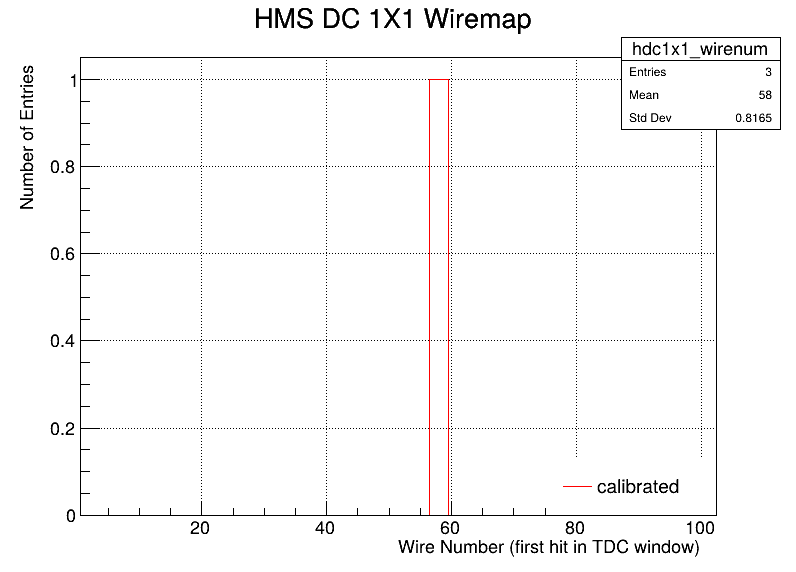 HMS DC 1X1 Wiremap
hdc1x1_wirenum
Entries 3
Mean 58
Std Dev 0.8165
Number of Entries
1
0.8
0.6
0.4
0.2
0
calibrated
20 40 60 80 100
Wire Number (first hit in TDC window)